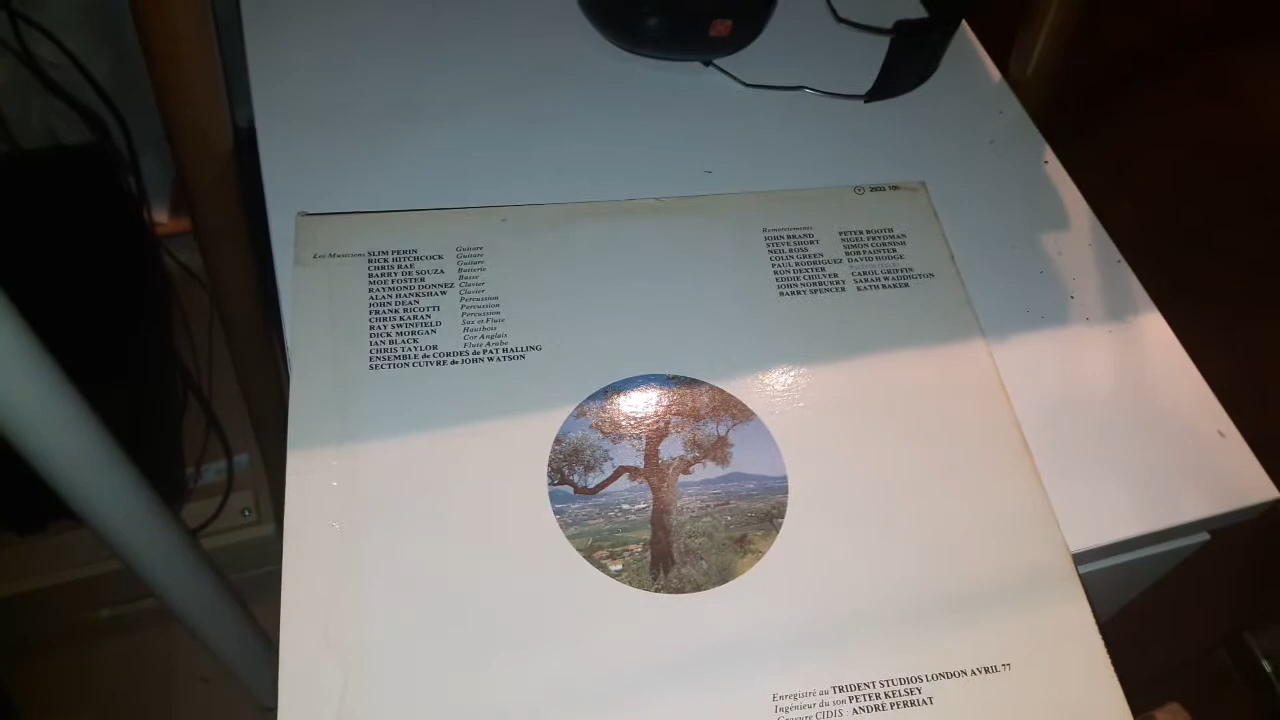 2933 10
Les Musiciens SLIM PERIN Guitare
RICK HITCHCOCK Guitare
CHRIS RAE Guitare
BARRY DE SOUZA Batterie
MOE FOSTER Basse
RAYMOND DONNEZ Clavier
ALAN HANKSHAW Clavier
JOHN DEAN Percussion
FRANK RICOTTI Percussion
CHRIS KARAN Percussion
RAY SWINFIELD Sax et Flute
DICK MORGAN Hautbois
IAN BLACK Cor Anglais
CHRIS TAYLOR Flute Arabe
ENSEMBLE de CORDES de PAT HALLING
SECTION CUIVRE de JOHN WATSON
Remerciements
JOHN BRAND PETER BOOTH
STEVE SHORT NIGEL FRYDMAN
NEIL ROSS SIMON CORNISH
COLIN GREEN BOB PAINTER
PAUL RODRIGUEZ DAVID HODGE
RON DEXTER
EDDIE CHILVER CAROL GRIFFIN
JOHN NORBURRY SARAH WADDIGTON
BARRY SPENCER KATH BAKER
Enregistré au TRIDENT STUDIOS LONDON AVRIL 77
Ingénieur du son PETER KELSEY
Gravure CIDIS : ANDRÉ PERRIAT